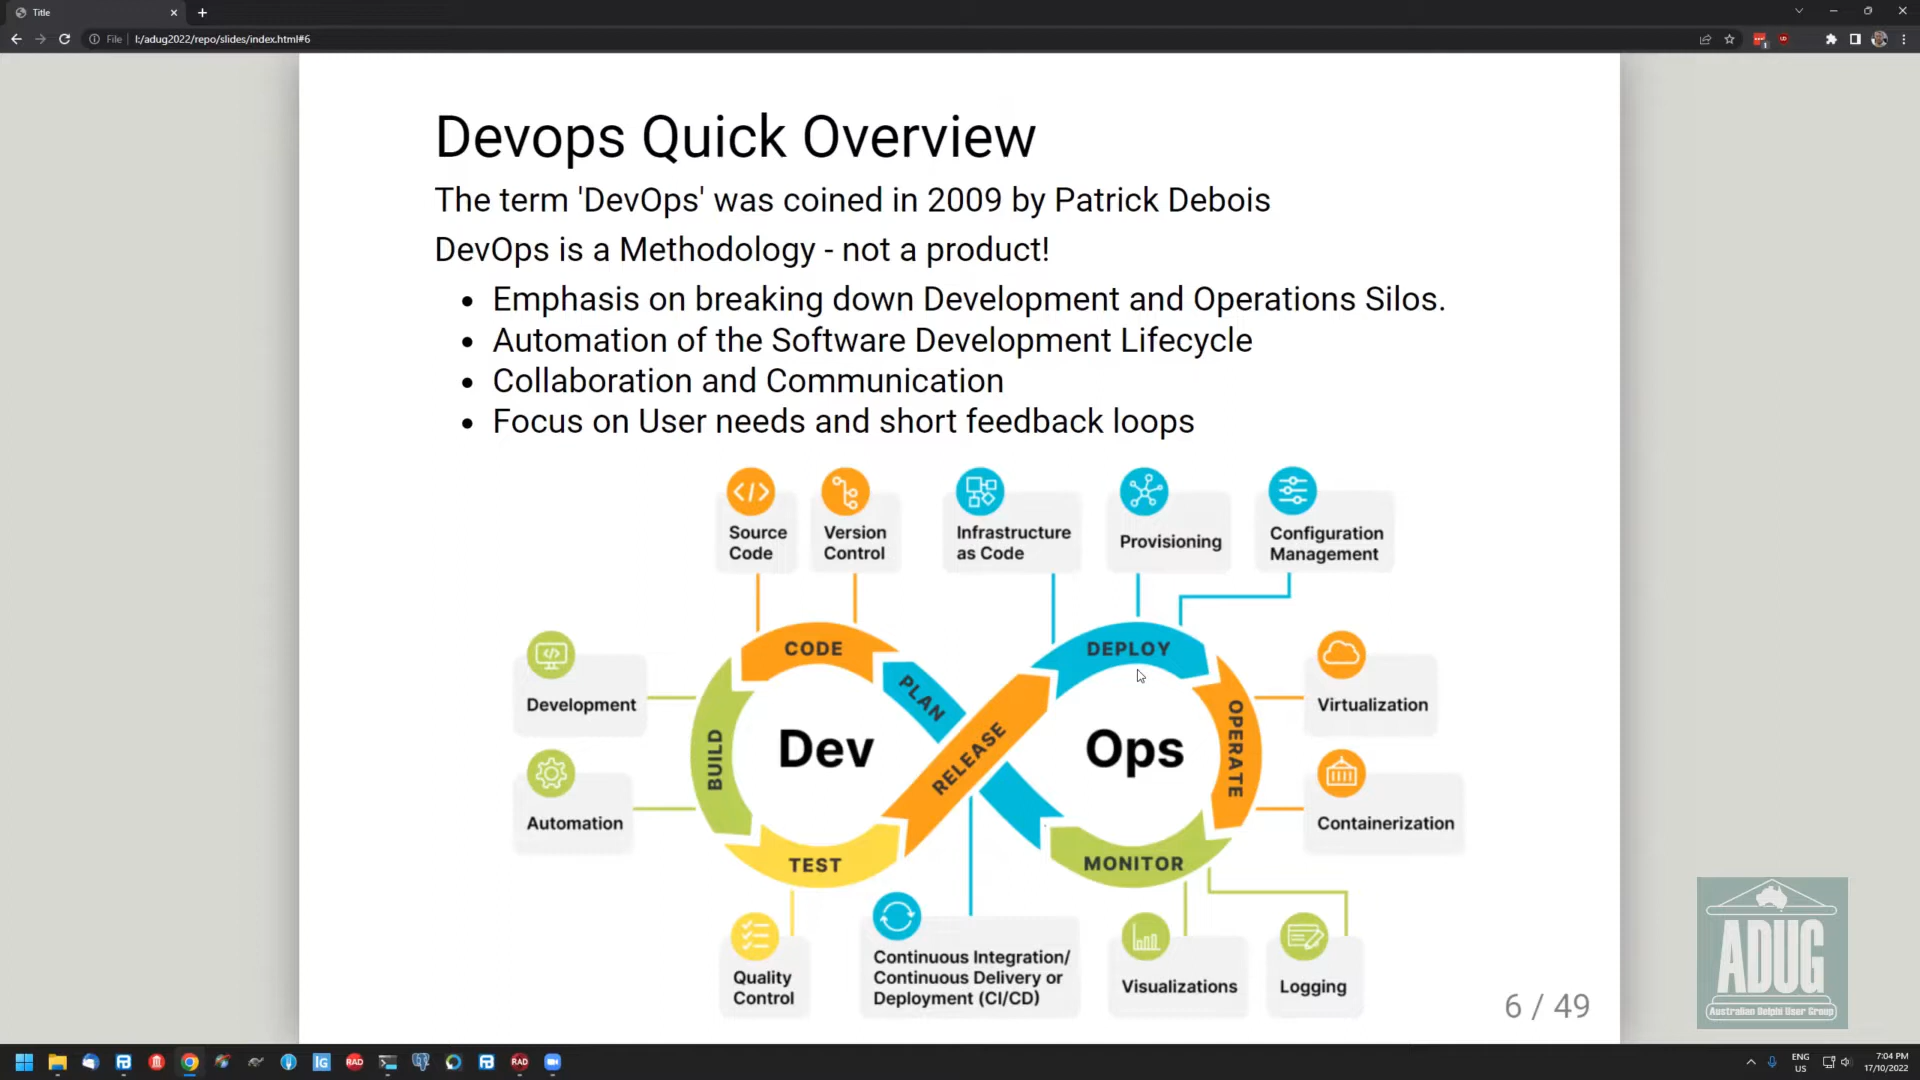 Title
File
I:/adug2022/repo/slides/index.html#6
Devops Quick Overview
The term 'DevOps' was coined in 2009 by Patrick Debois
DevOps is a Methodology - not a product!
• Emphasis on breaking down Development and Operations Silos.
• Automation of the Software Development Lifecycle
• Collaboration and Communication
• Focus on User needs and short feedback loops
Source
Code
Version
Control
Infrastructure
as Code
Provisioning
Configuration
Management
CODE
DEPLOY
PLAN
RELEASE
Development
BUILD
Dev
Ops
OPERATE
Virtualization
Automation
Containerization
TEST
MONITOR
Quality
Control
Continuous Integration/
Continuous Delivery or
Deployment (CI/CD)
Visualizations
Logging
6 / 49
ADUG
Australian Delphi User Group
IG
RAD
RAD
ENG
US
7:04 PM
17/10/2022